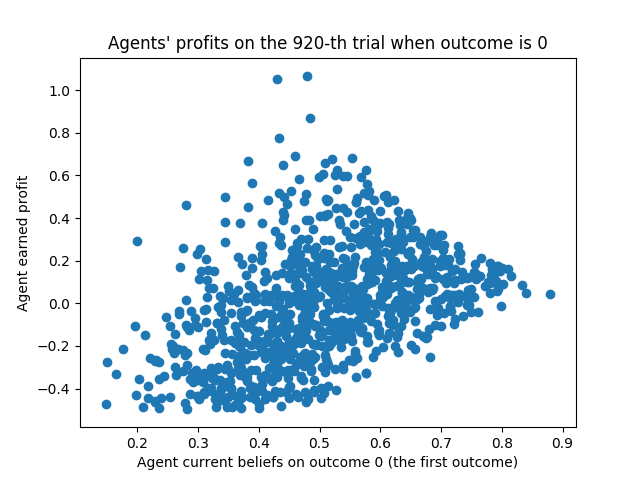 Agents' profits on the 920-th trial when outcome is 0
1.0
0.8
0.6
0.4
0.2
0.0
−0.2
−0.4
Agent earned profit
0.2 0.3 0.4 0.5 0.6 0.7 0.8 0.9
Agent current beliefs on outcome 0 (the first outcome)